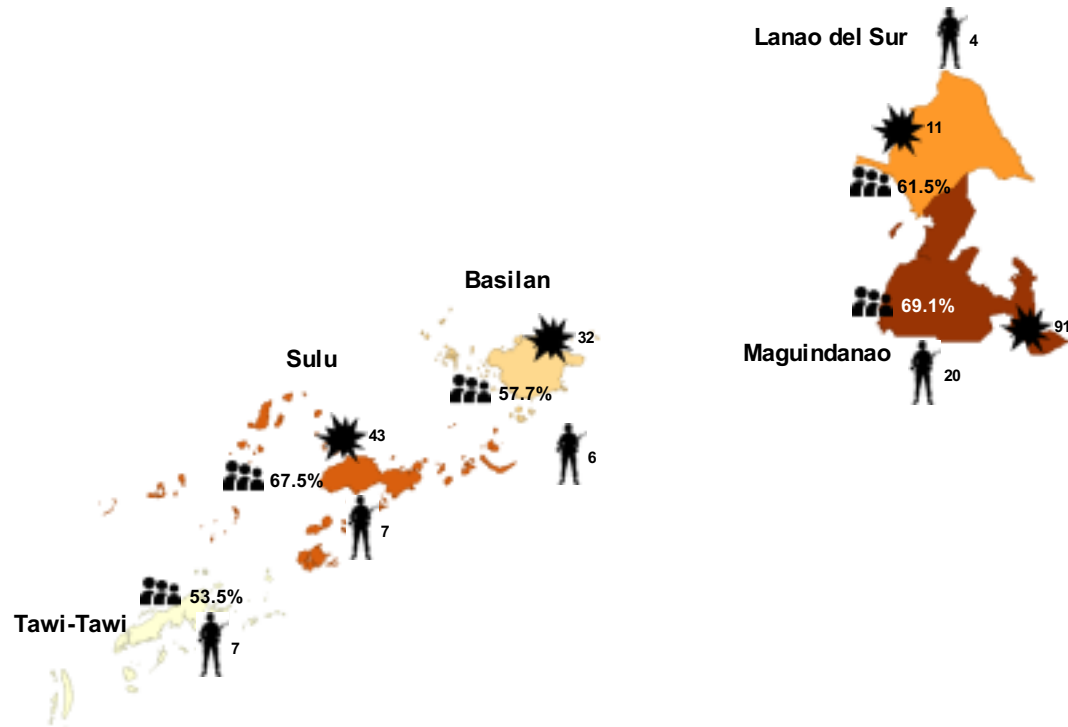 Lanao del Sur
4
11
61.5%
69.1%
91
Maguindanao
20
Basilan
32
57.7%
6
Sulu
43
67.5%
7
53.5%
Tawi-Tawi
7